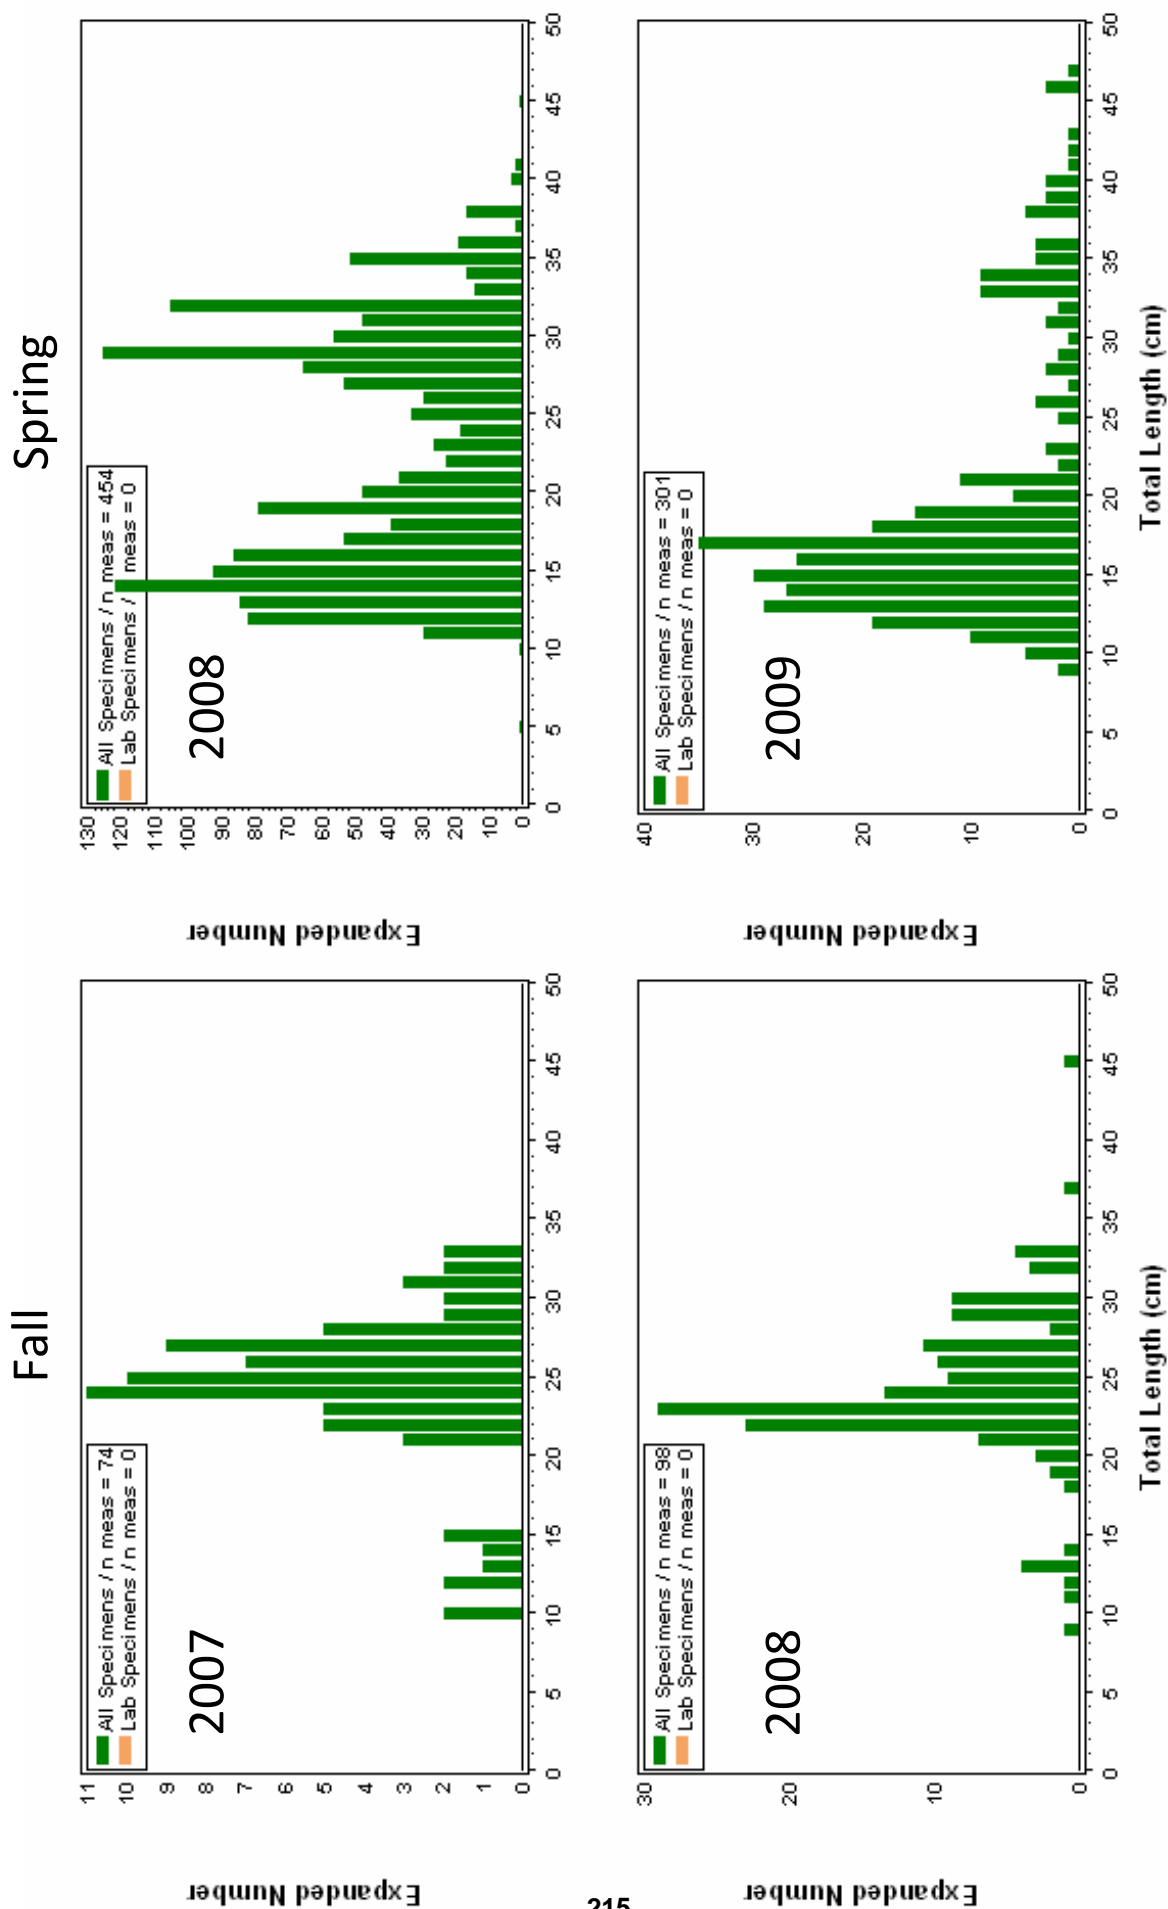 Fall
Spring
All Specimens / n meas = 74
Lab Specimens / n meas = 0
2007
11
10
9
8
7
6
5
4
3
2
1
0
0 5 10 15 20 25 30 35 40 45 50
Expanded Number
All Specimens / n meas = 454
Lab Specimens / meas = 0
2008
130
120
110
100
90
80
70
60
50
40
30
20
10
0
0 5 10 15 20 25 30 35 40 45 50
Expanded Number
All Specimens / n meas = 98
Lab Specimens / n meas = 0
2008
30
20
10
0
0 5 10 15 20 25 30 35 40 45 50
Expanded Number
Total Length (cm)
All Specimens / n meas = 301
Lab Specimens / n meas = 0
2009
40
30
20
10
0
0 5 10 15 20 25 30 35 40 45 50
Expanded Number
Total Length (cm)
215